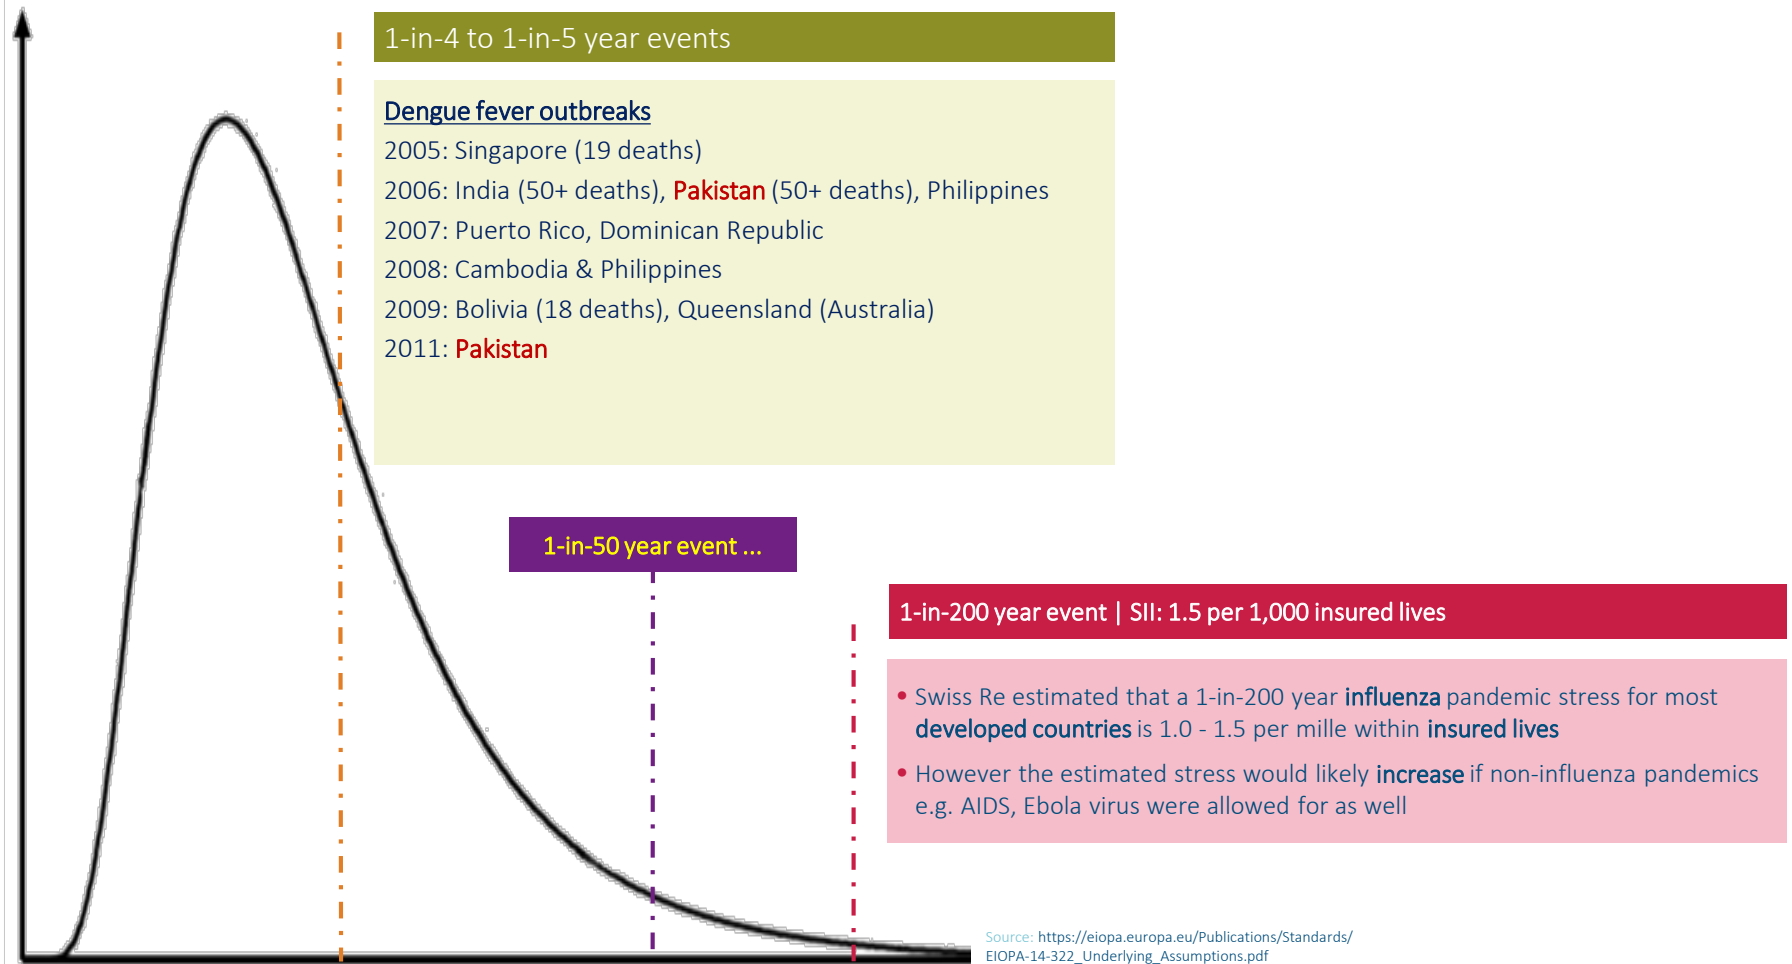 1-in-4 to 1-in-5 year events
Dengue fever outbreaks
2005: Singapore (19 deaths)
2006: India (50+ deaths), Pakistan (50+ deaths), Philippines
2007: Puerto Rico, Dominican Republic
2008: Cambodia & Philippines
2009: Bolivia (18 deaths), Queensland (Australia)
2011: Pakistan
1-in-50 year event ...
1-in-200 year event | SII: 1.5 per 1,000 insured lives
• Swiss Re estimated that a 1-in-200 year influenza pandemic stress for most
developed countries is 1.0 - 1.5 per mille within insured lives
• However the estimated stress would likely increase if non-influenza pandemics
e.g. AIDS, Ebola virus were allowed for as well
Source: https://eiopa.europa.eu/Publications/Standards/
EIOPA-14-322_Underlying_Assumptions.pdf